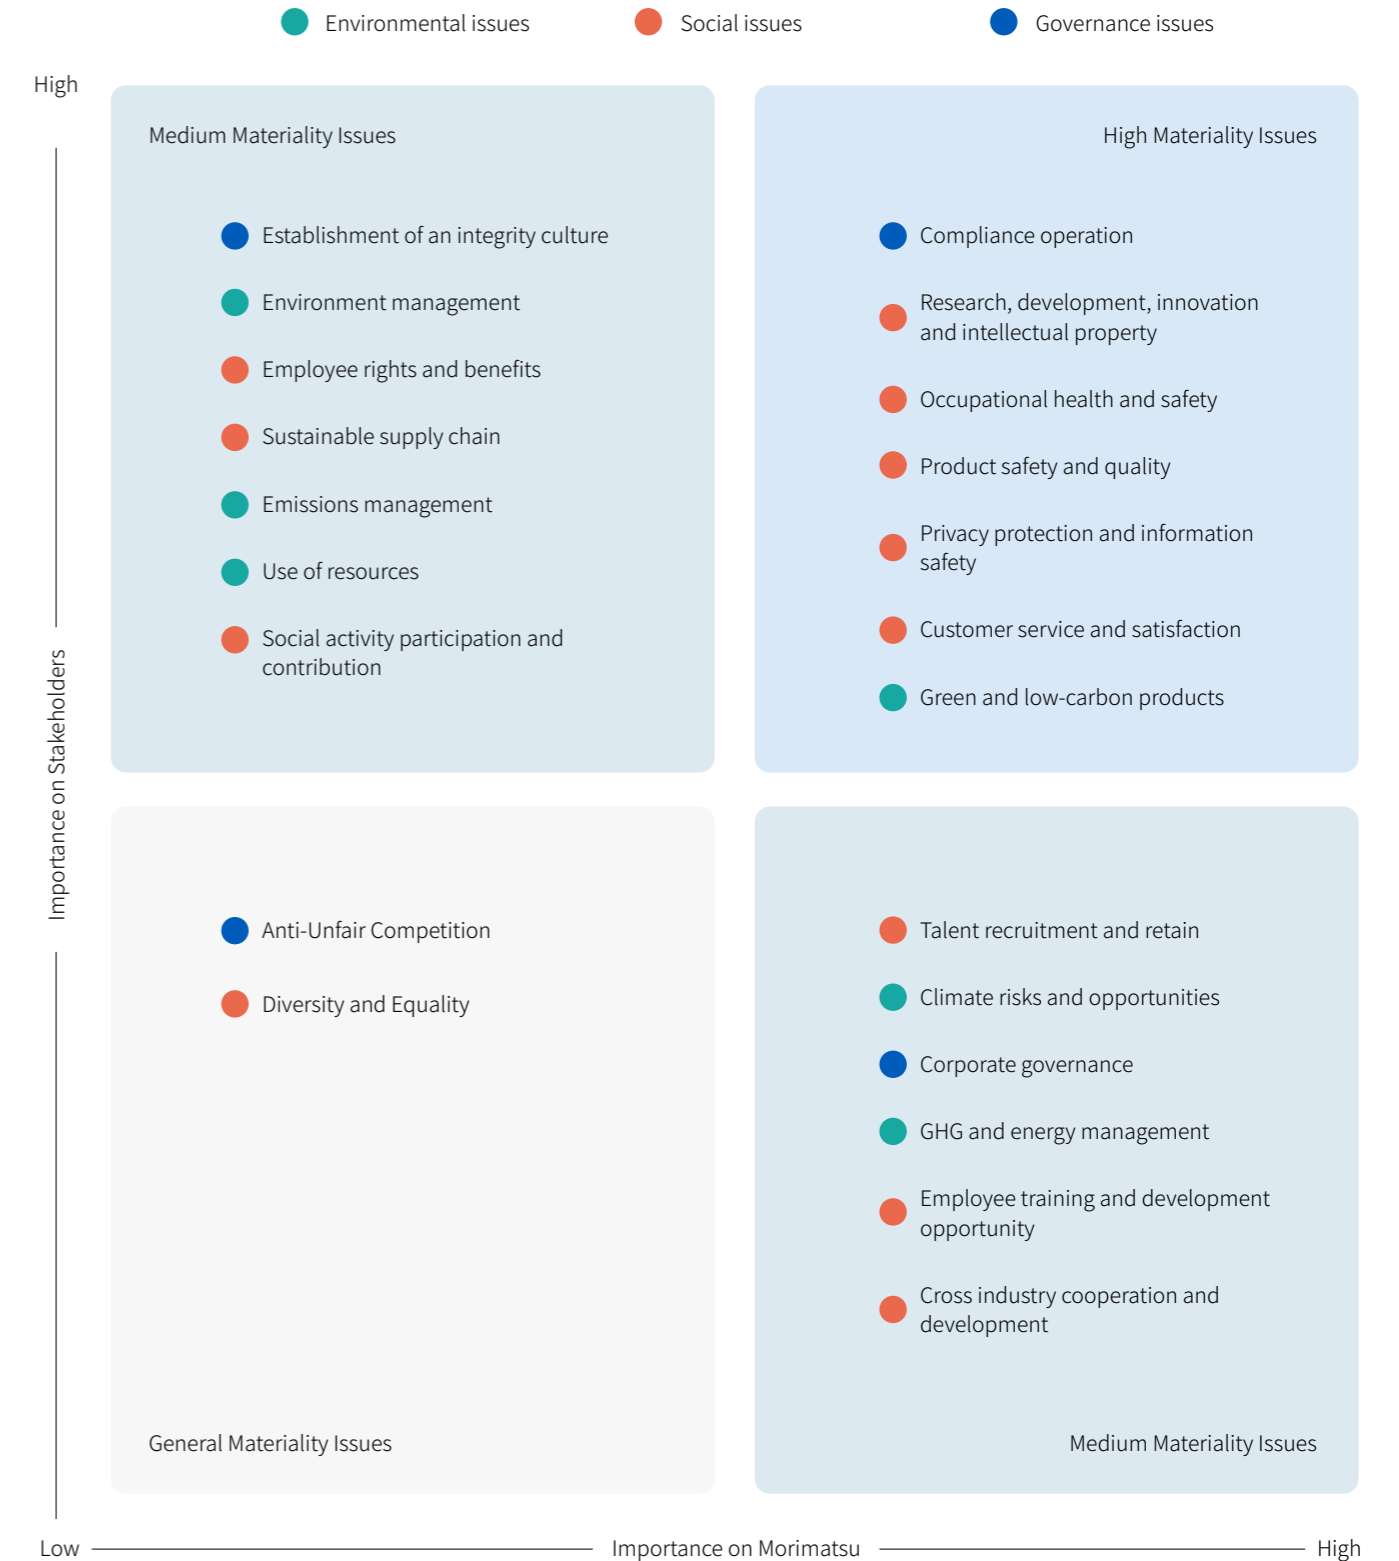 Environmental issues
Social issues
Governance issues
High
Medium Materiality Issues
Establishment of an integrity culture
Environment management
Employee rights and benefits
Sustainable supply chain
Emissions management
Use of resources
Social activity participation and
contribution
High Materiality Issues
Compliance operation
Research, development, innovation
and intellectual property
Occupational health and safety
Product safety and quality
Privacy protection and information
safety
Customer service and satisfaction
Green and low-carbon products
Importance on Stakeholders
Anti-Unfair Competition
Diversity and Equality
General Materiality Issues
Talent recruitment and retain
Climate risks and opportunities
Corporate governance
GHG and energy management
Employee training and development
opportunity
Cross industry cooperation and
development
Medium Materiality Issues
Low
Importance on Morimatsu
High